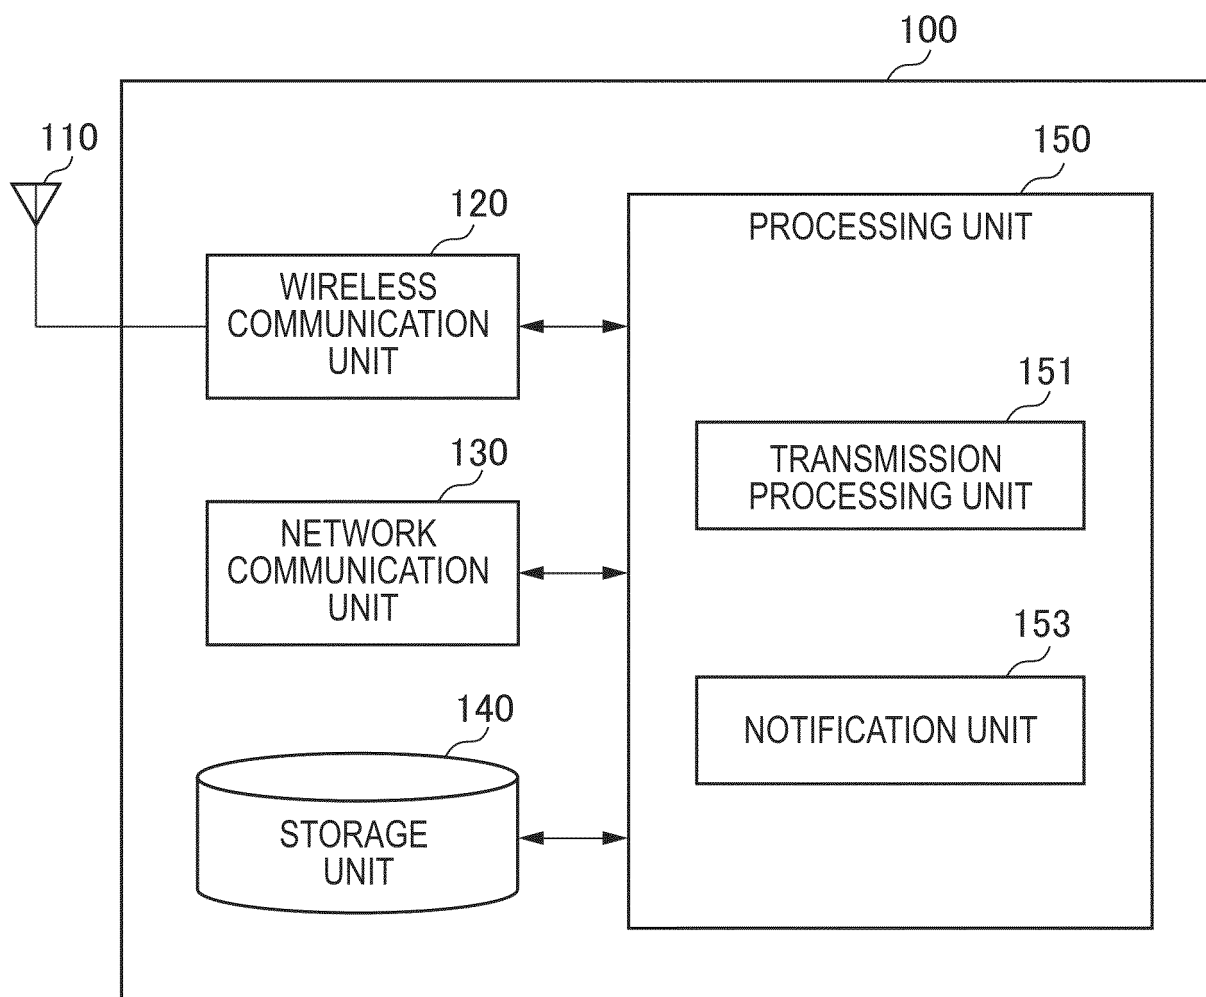 100
110
150
120
PROCESSING UNIT
WIRELESS
COMMUNICATION
UNIT
151
TRANSMISSION
PROCESSING UNIT
130
NETWORK
COMMUNICATION
UNIT
153
NOTIFICATION UNIT
140
STORAGE
UNIT